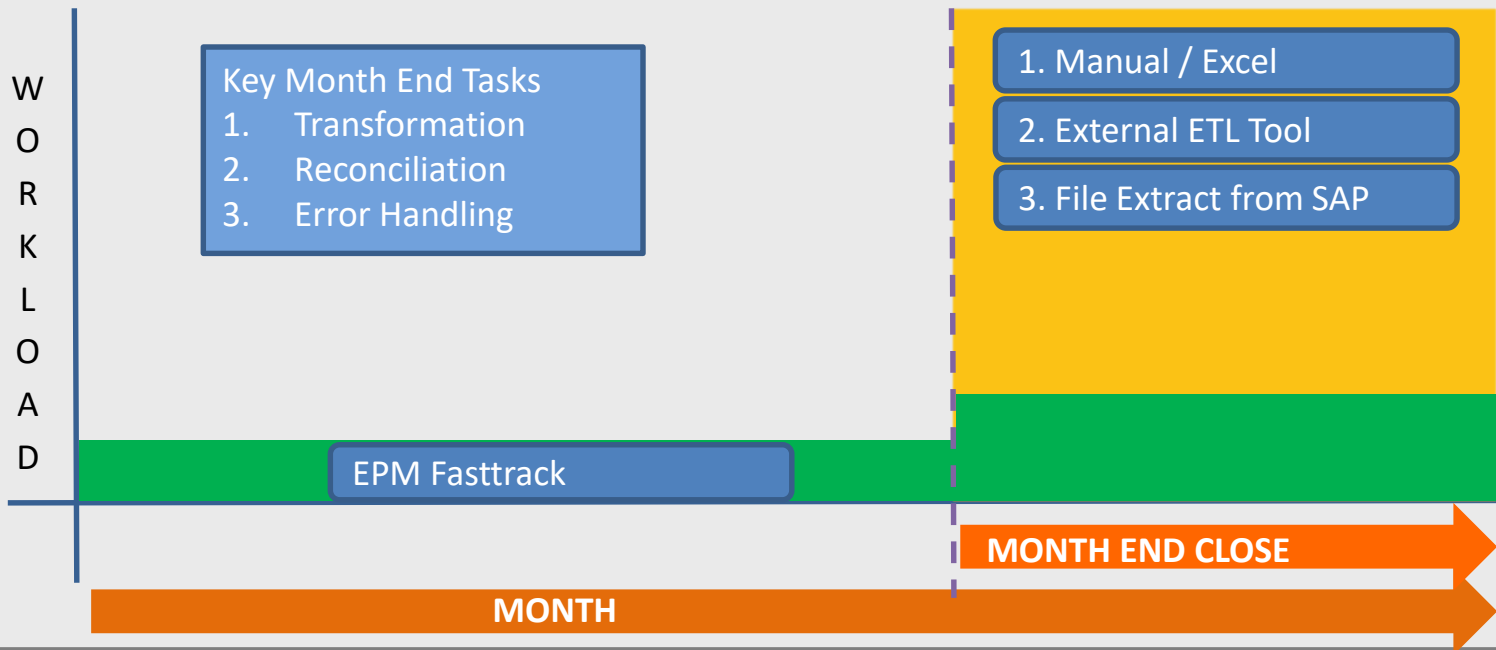 W
O
R
K
L
O
A
D
Key Month End Tasks
1. Transformation
2. Reconciliation
3. Error Handling
1. Manual / Excel
2. External ETL Tool
3. File Extract from SAP
EPM Fasttrack
MONTH END CLOSE
MONTH